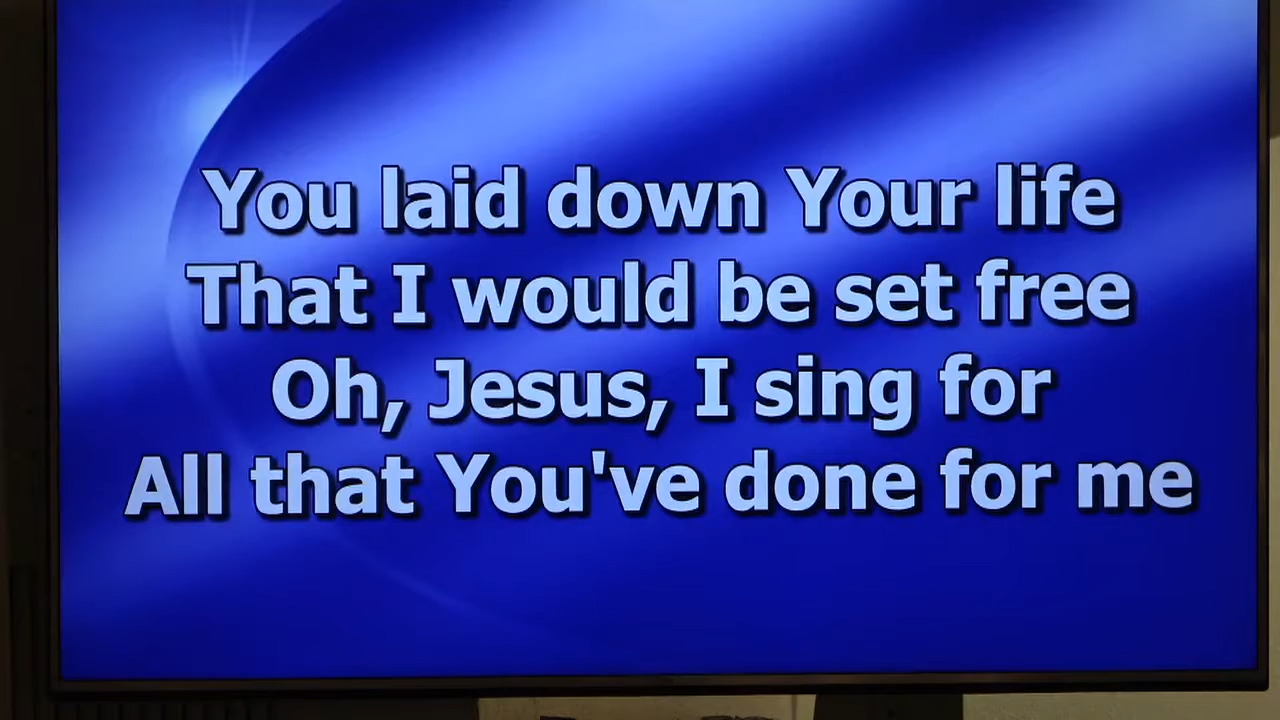 You laid down Your life
That I would be set free
Oh, Jesus, I sing for
All that You've done for me